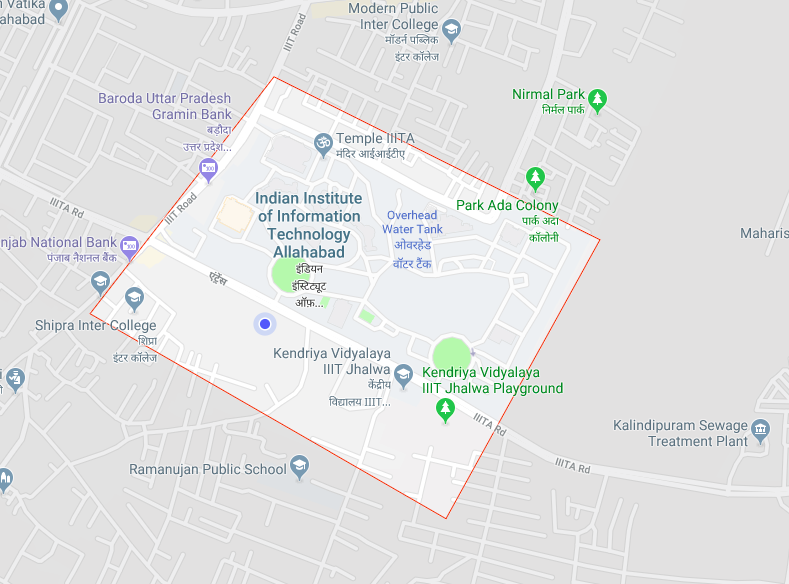 Vatika
lahabad
IIIT Road
Modern Public
Inter College
मॉडर्न पब्लिक
इंटर कॉलेज
Baroda Uttar Pradesh
Gramin Bank
बड़ौदा
उत्तर प्रदेश...
Nirmal Park
निर्मल पार्क
Temple IIITA
मंदिर आईआईटीए
IIITA Rd
IIIT Road
Indian Institute
of Information
Technology
Allahabad
इंडियन
इंस्टिट्यूट
ऑफ़...
Overhead
Water Tank
ओवरहेड
वॉटर टैंक
Park Ada Colony
पार्क अदा
कॉलोनी
Maharis
njab National Bank
पंजाब नैशनल बैंक
एंट्रेंस
Shipra Inter College
शिप्रा
इंटर कॉलेज
Kendriya Vidyalaya
IIIT Jhalwa
केंद्रीय
विद्यालय IIIT...
Kendriya Vidyalaya
IIIT Jhalwa Playground
IIITA Rd
Kalindipuram Sewage
Treatment Plant
IIITA Rd
Ramanujan Public School